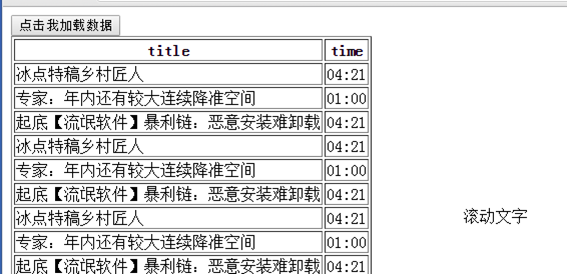 点击我加载数据
title time
冰点特稿乡村匠人 04:21
专家：年内还有较大连续降准空间 01:00
起底【流氓软件】暴利链：恶意安装难卸载 04:21
冰点特稿乡村匠人 04:21
专家：年内还有较大连续降准空间 01:00
起底【流氓软件】暴利链：恶意安装难卸载 04:21
冰点特稿乡村匠人 04:21
滚动文字
专家：年内还有较大连续降准空间 01:00
起底【流氓软件】暴利链：恶意安装难卸载 04:21